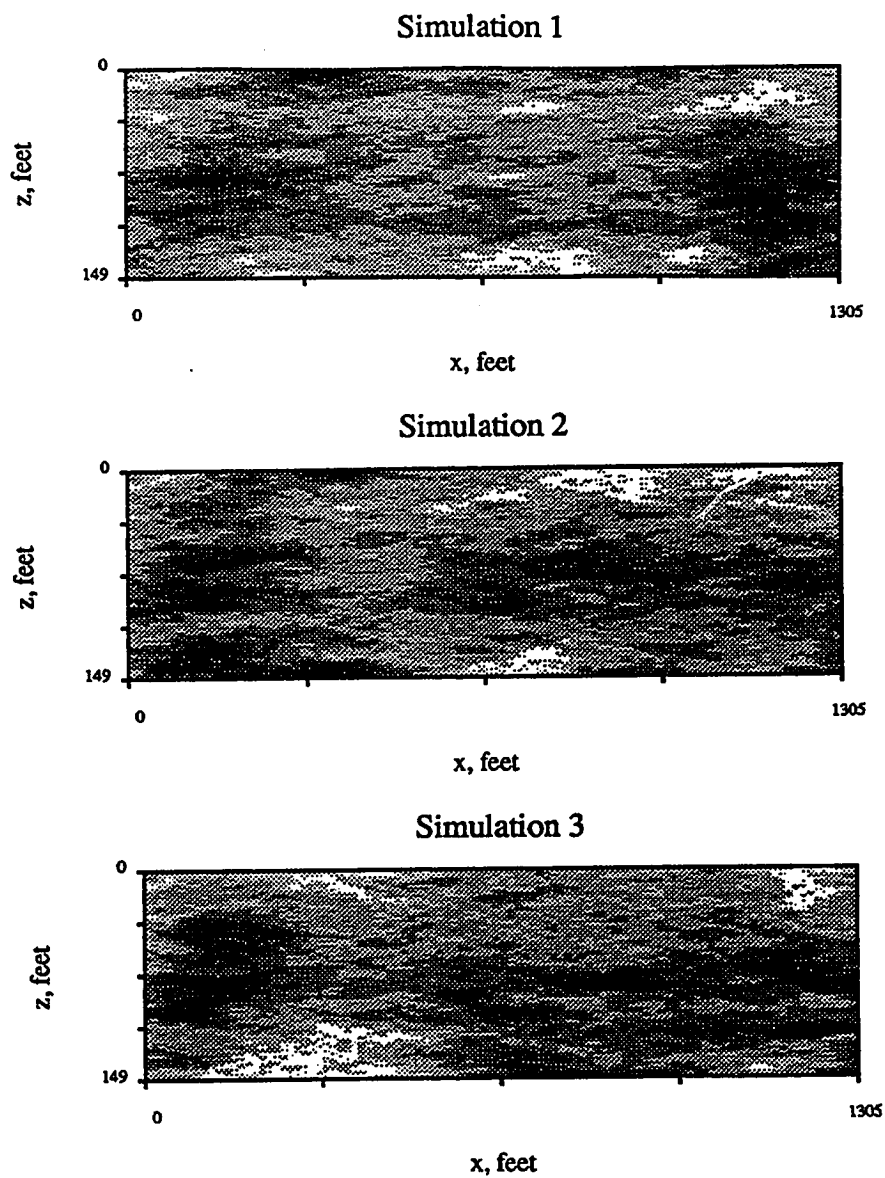 Simulation 1
0
z, feet
149
0
1305
x, feet
Simulation 2
0
z, feet
149
0
1305
x, feet
Simulation 3
0
z, feet
149
0
1305
x, feet